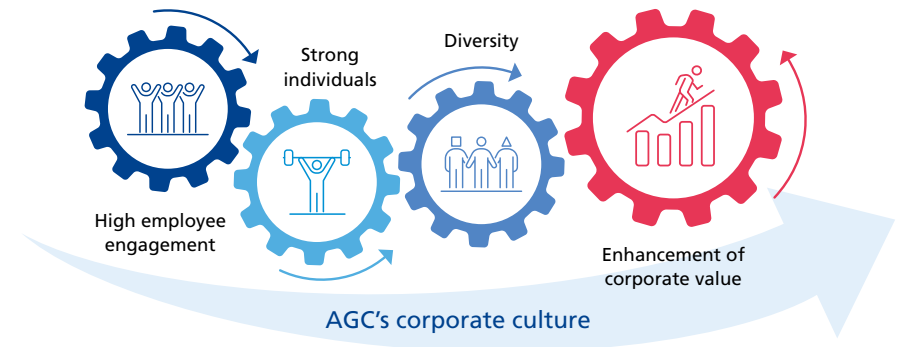 High employee
engagement
Strong
individuals
Diversity
Enhancement of
corporate value
AGC's corporate culture